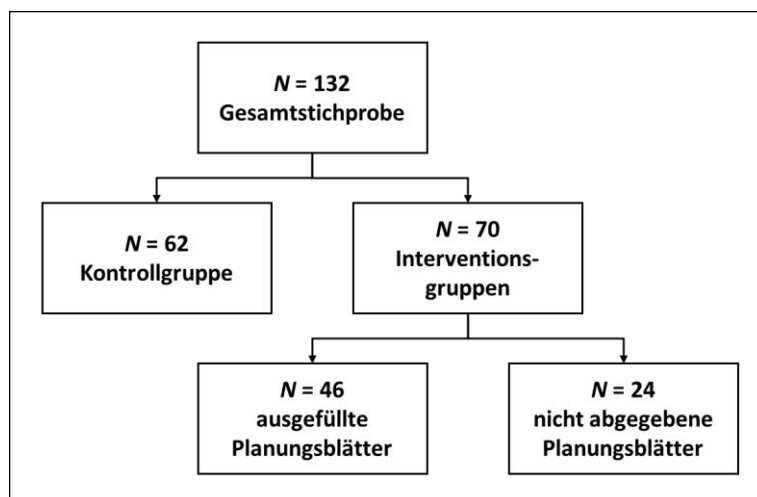 N = 132
Gesamtstichprobe
N = 62
Kontrollgruppe
N = 70
Interventions-
gruppen
N = 46
ausgefüllte
Planungsblätter
N = 24
nicht abgegebene
Planungsblätter